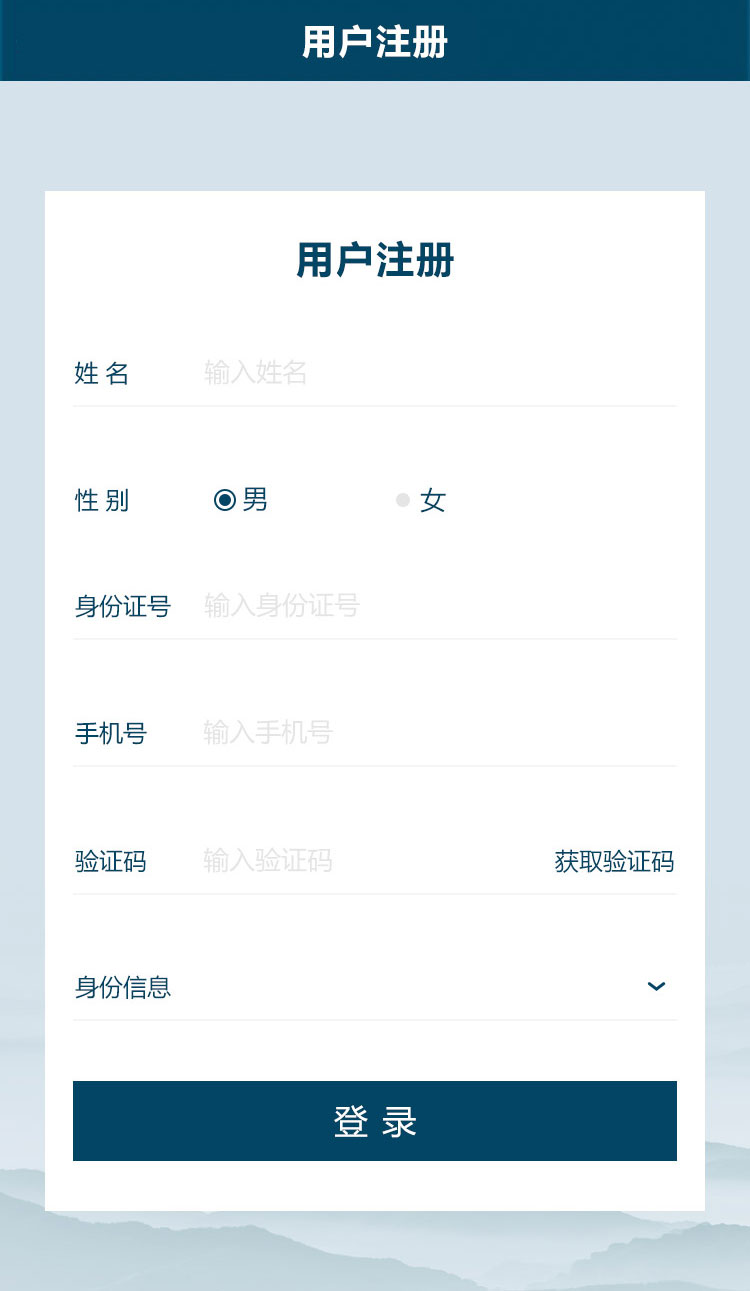 用户注册
用户注册
姓 名 输入姓名
性 别 男 女
身份证号 输入身份证号
手机号 输入手机号
验证码 输入验证码 获取验证码
身份信息
登 录